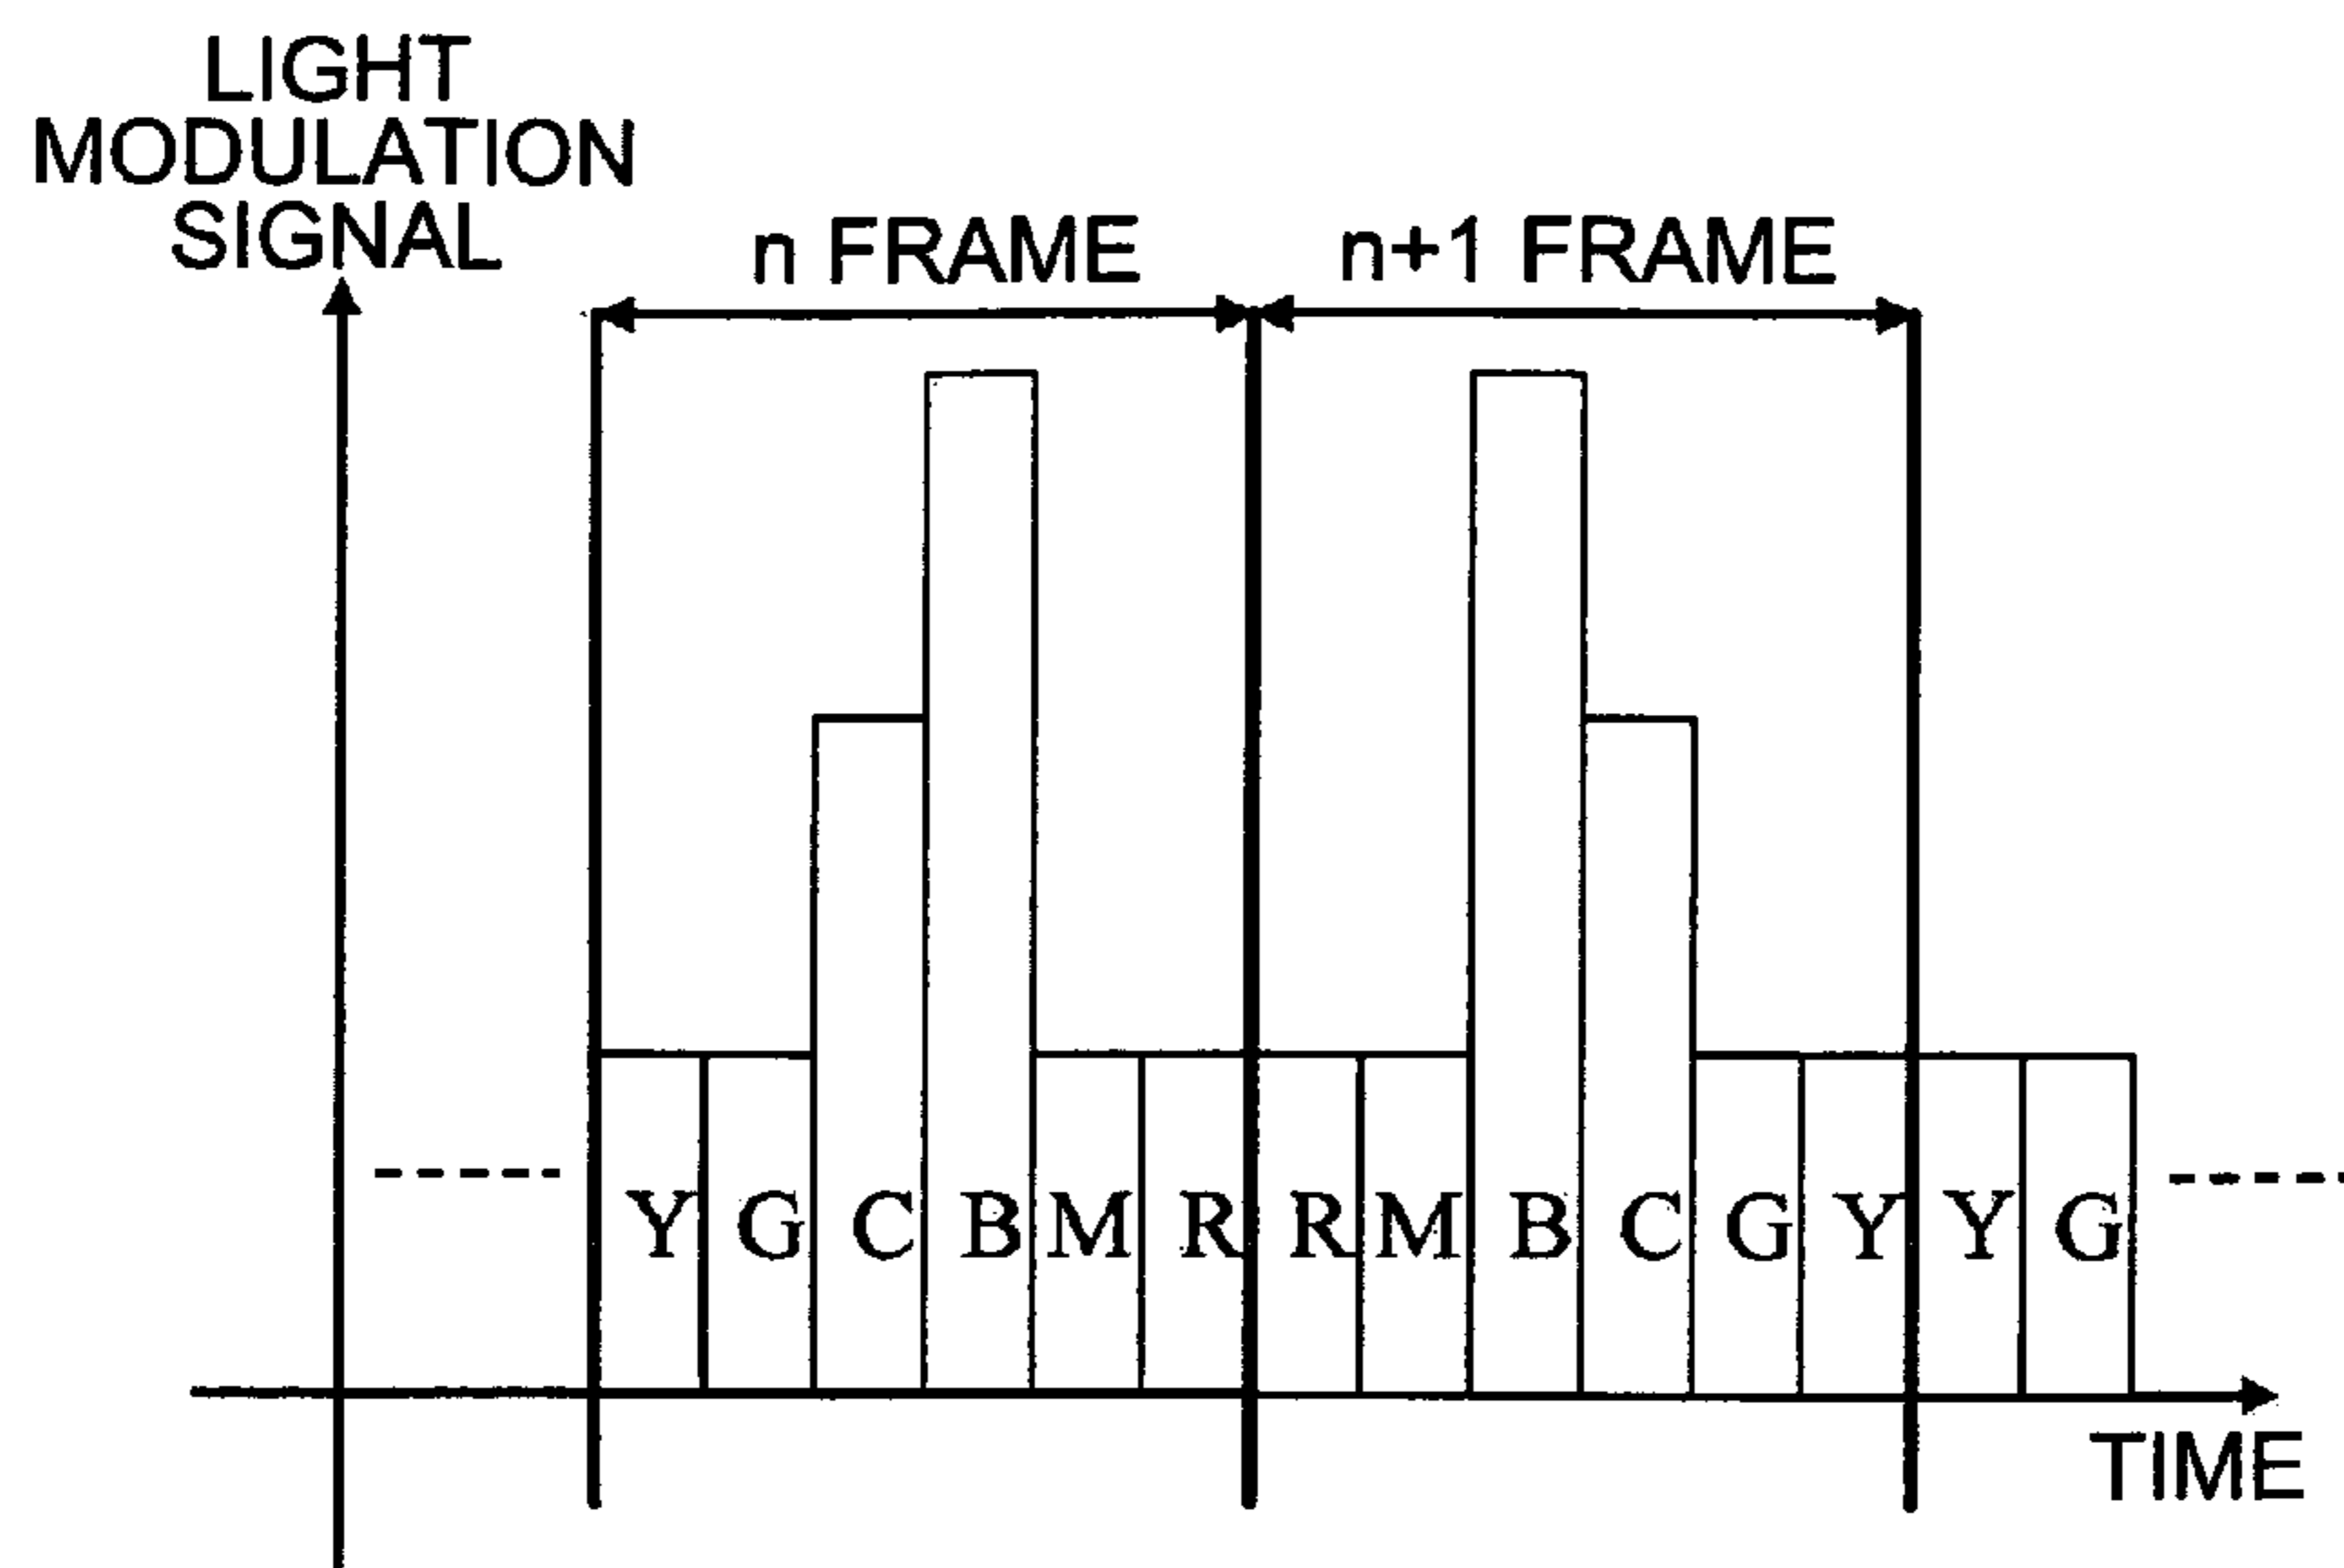 LIGHT
MODULATION
SIGNAL
n FRAME
n+1 FRAME
Y G C B M R R M B C G Y Y G
TIME